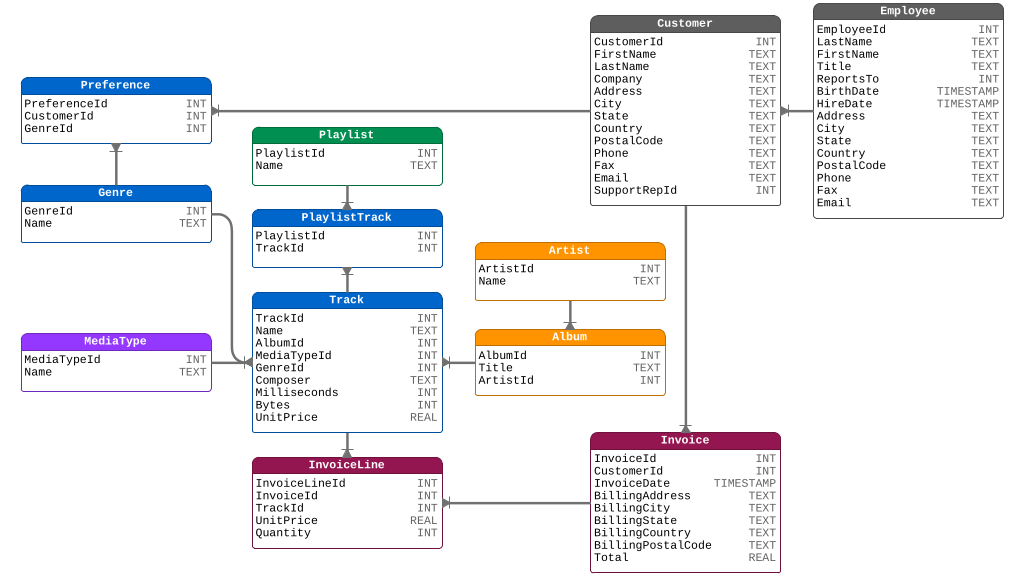 Customer
CustomerId INT
FirstName TEXT
LastName TEXT
Company TEXT
Address TEXT
City TEXT
State TEXT
Country TEXT
PostalCode TEXT
Phone TEXT
Fax TEXT
Email TEXT
SupportRepId INT
Employee
EmployeeId INT
LastName TEXT
FirstName TEXT
Title TEXT
ReportsTo INT
BirthDate TIMESTAMP
HireDate TIMESTAMP
Address TEXT
City TEXT
State TEXT
Country TEXT
PostalCode TEXT
Phone TEXT
Fax TEXT
Email TEXT
Preference
PreferenceId INT
CustomerId INT
GenreId INT
Playlist
PlaylistId INT
Name TEXT
Genre
GenreId INT
Name TEXT
PlaylistTrack
PlaylistId INT
TrackId INT
Artist
ArtistId INT
Name TEXT
Track
TrackId INT
Name TEXT
AlbumId INT
MediaTypeId INT
GenreId INT
Composer TEXT
Milliseconds INT
Bytes INT
UnitPrice REAL
MediaType
MediaTypeId INT
Name TEXT
Album
AlbumId INT
Title TEXT
ArtistId INT
InvoiceLine
InvoiceLineId INT
InvoiceId INT
TrackId INT
UnitPrice REAL
Quantity INT
Invoice
InvoiceId INT
CustomerId INT
InvoiceDate TIMESTAMP
BillingAddress TEXT
BillingCity TEXT
BillingState TEXT
BillingCountry TEXT
BillingPostalCode TEXT
Total REAL